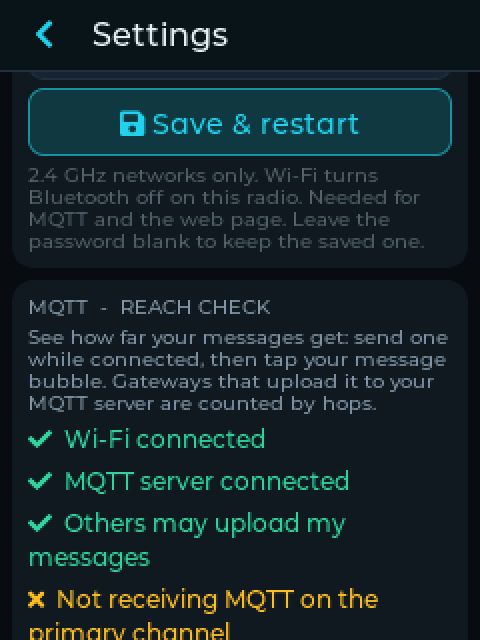 Settings
Save & restart
2.4 GHz networks only. Wi-Fi turns
Bluetooth off on this radio. Needed for
MQTT and the web page. Leave the
password blank to keep the saved one.
MQTT - REACH CHECK
See how far your messages get: send one
while connected, then tap your message
bubble. Gateways that upload it to your
MQTT server are counted by hops.
Wi-Fi connected
MQTT server connected
Others may upload my
messages
Not receiving MQTT on the
primary channel